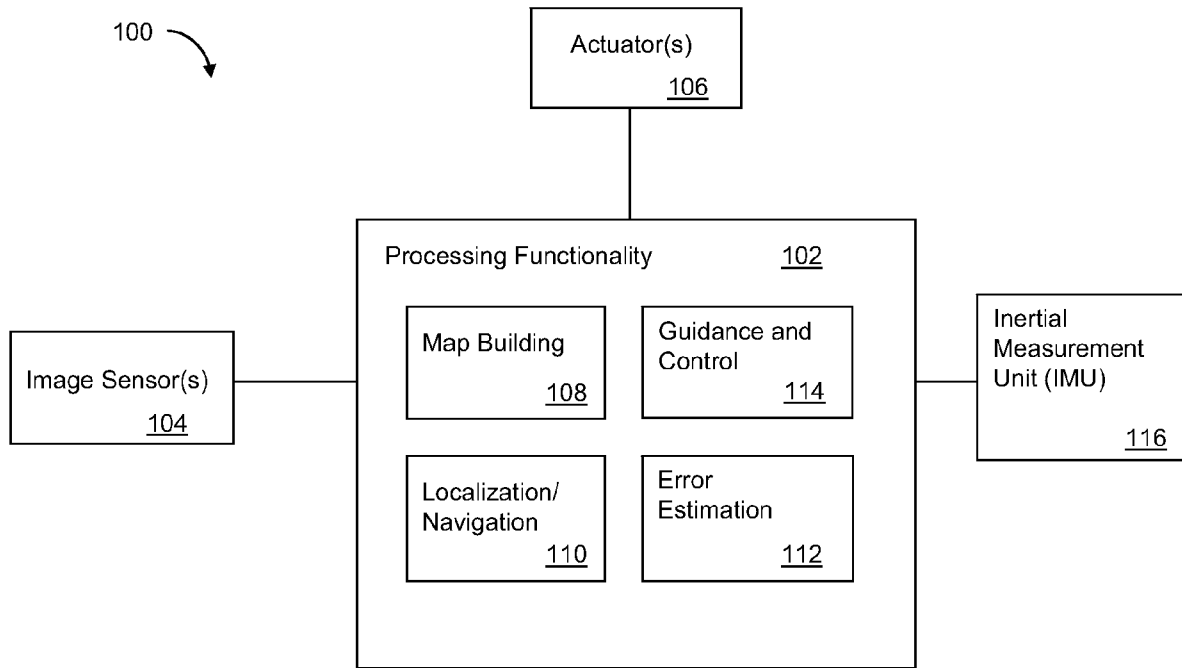 100
Actuator(s)
106
Processing Functionality 102
Map Building
108
Guidance and
Control
114
Localization/
Navigation
110
Error
Estimation
112
Image Sensor(s)
104
Inertial
Measurement
Unit (IMU)
116